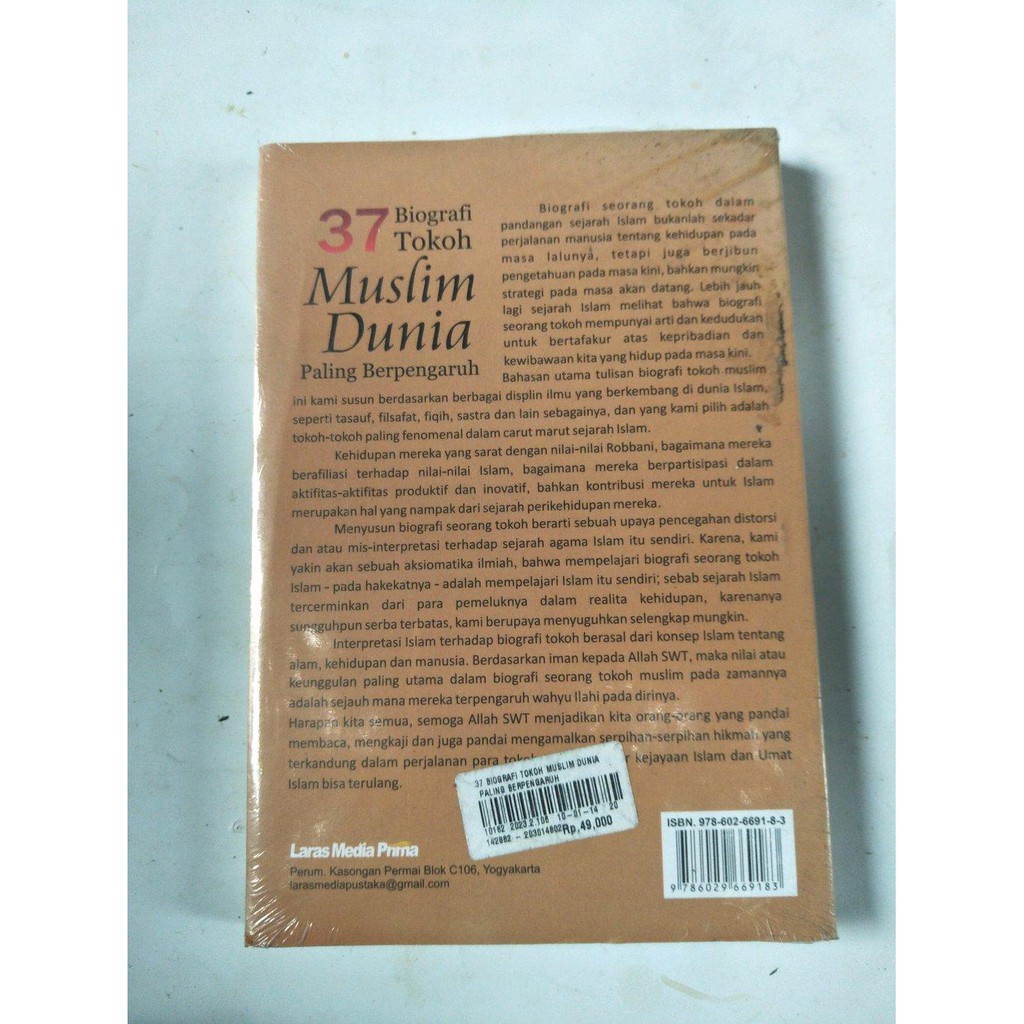 37 Biografi
Tokoh
Muslim
Dunia
Paling Berpengaruh
Biografi seorang tokoh dalam
pandangan sejarah Islam bukanlah sekadar
perjalanan manusia tentang kehidupan pada
masa lalunya, tetapi juga berjibun
pengetahuan pada masa kini, bahkan mungkin
strategi pada masa akan datang. Lebih jauh
lagi sejarah Islam melihat bahwa biografi
seorang tokoh mempunyai arti dan kedudukan
untuk bertafakur atas kepribadian dan
kewibawaan kita yang hidup pada masa kini.
Bahasan utama tulisan biografi tokoh muslim
ini kami susun berdasarkan berbagai displin ilmu yang berkembang di dunia Islam,
seperti tasauf, filsafat, fiqih, sastra dan lain sebagainya, dan yang kami pilih adalah
tokoh-tokoh paling fenomenal dalam carut marut sejarah Islam.
Kehidupan mereka yang sarat dengan nilai-nilai Robbani, bagaimana mereka
berafiliasi terhadap nilai-nilai Islam, bagaimana mereka berpartisipasi dalam
aktifitas-aktifitas produktif dan inovatif, bahkan kontribusi mereka untuk Islam
merupakan hal yang nampak dari sejarah perikehidupan mereka.
Menyusun biografi seorang tokoh berarti sebuah upaya pencegahan distorsi
dan atau mis-interpretasi terhadap sejarah agama Islam itu sendiri. Karena, kami
yakin akan sebuah aksiomatika ilmiah, bahwa mempelajari biografi seorang tokoh
Islam - pada hakekatnya - adalah mempelajari Islam itu sendiri; sebab sejarah Islam
tercerminkan dari para pemeluknya dalam realita kehidupan, karenanya
sungguhpun serba terbatas, kami berupaya menyuguhkan selengkap mungkin.
Interpretasi Islam terhadap biografi tokoh berasal dari konsep Islam tentang
alam, kehidupan dan manusia. Berdasarkan iman kepada Allah SWT, maka nilai atau
keunggulan paling utama dalam biografi seorang tokoh muslim pada zamannya
adalah sejauh mana mereka terpengaruh wahyu Ilahi pada dirinya.
Harapan kita semua, semoga Allah SWT menjadikan kita orang-orang yang pandai
membaca, mengkaji dan juga pandai mengamalkan serpihan-serpihan hikmah yang
terkandung dalam perjalanan para kejayaan Islam dan Umat
Islam bisa terulang.
37 BIOGRAFI TOKOH MUSLIM DUNIA
PALING BERPENGARUH
10162 2023.2.106 10-01-14 20
142882 - 203014802 Rp.49,000
ISBN. 978-602-6691-8-3
9 786029 669183
Laras Media Prima
Perum. Kasongan Permai Blok C106, Yogyakarta
larasmediapustaka@gmail.com